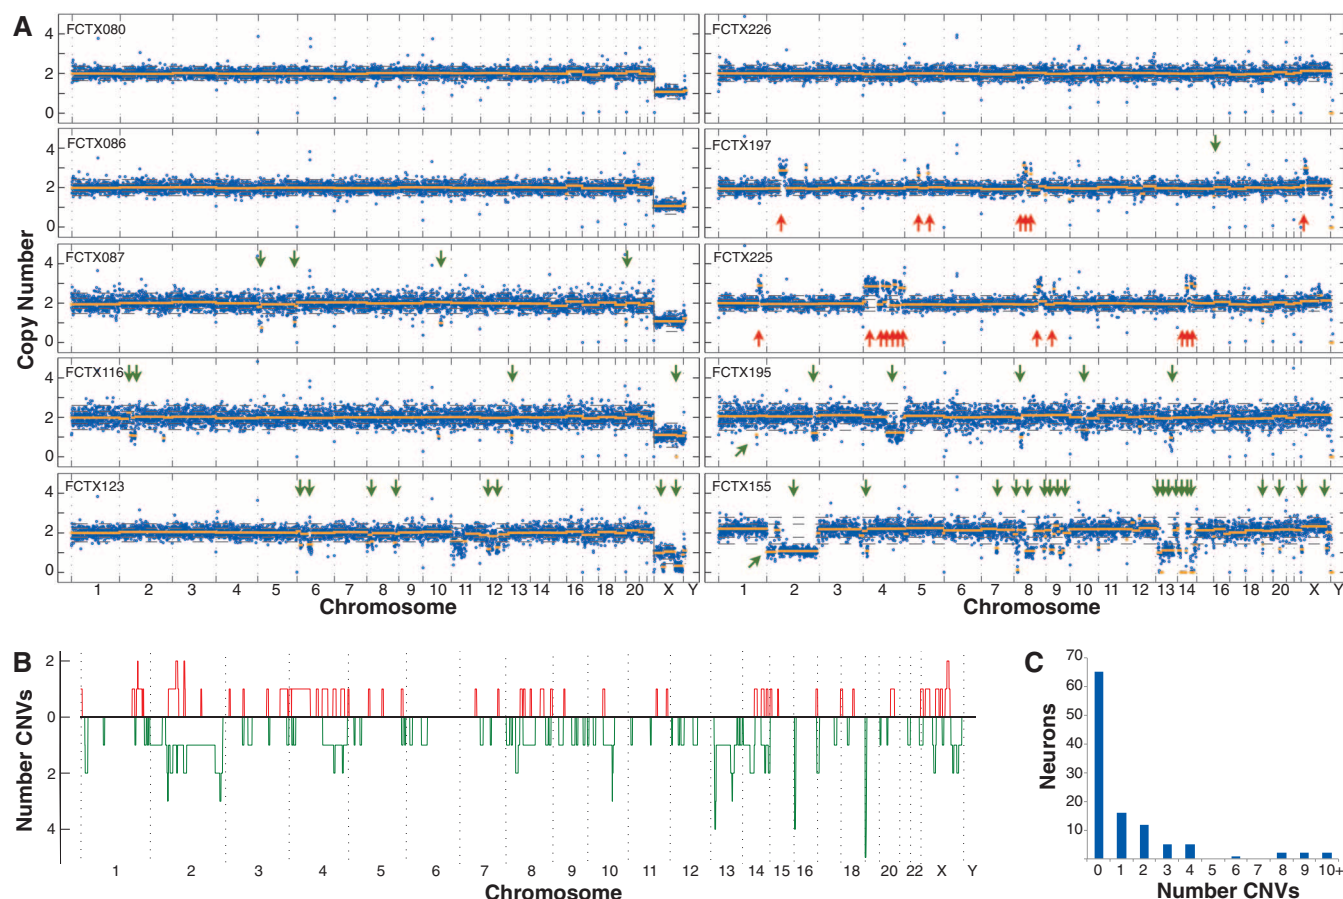 A
FCTX080
4
2
0
FCTX226
FCTX086
4
2
0
FCTX197
FCTX087
4
2
0
FCTX225
FCTX116
4
2
0
FCTX195
FCTX123
4
2
0
FCTX155
Copy Number
1 2 3 4 5 6 7 8 9 10 11 12 13 14 16 18 20 X Y
Chromosome
1 2 3 4 5 6 7 8 9 10 11 12 13 14 16 18 20 X Y
Chromosome
B
2
0
2
4
Number CNVs
1 2 3 4 5 6 7 8 9 10 11 12 13 14 15 16 18 20 22 X Y
Chromosome
C
70
60
50
40
30
20
10
Neurons
0 1 2 3 4 5 6 7 8 9 10+
Number CNVs